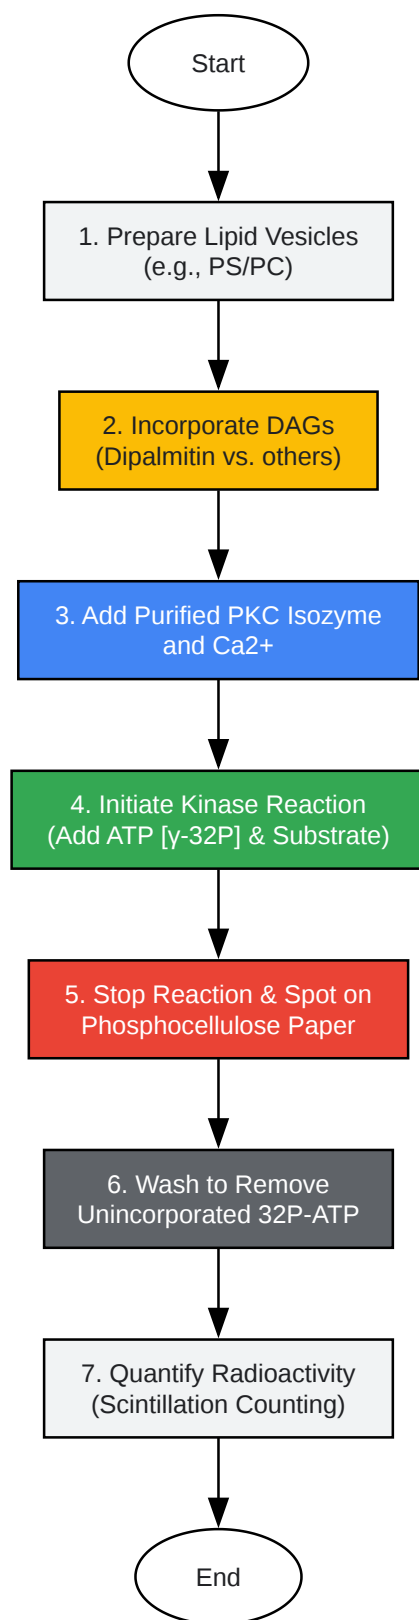 Start
1. Prepare Lipid Vesicles
(e.g., PS/PC)
2. Incorporate DAGs
(Dipalmitin vs. others)
3. Add Purified PKC Isozyme
and Ca2+
4. Initiate Kinase Reaction
(Add ATP [γ-32P] & Substrate)
5. Stop Reaction & Spot on
Phosphocellulose Paper
6. Wash to Remove
Unincorporated 32P-ATP
7. Quantify Radioactivity
(Scintillation Counting)
End